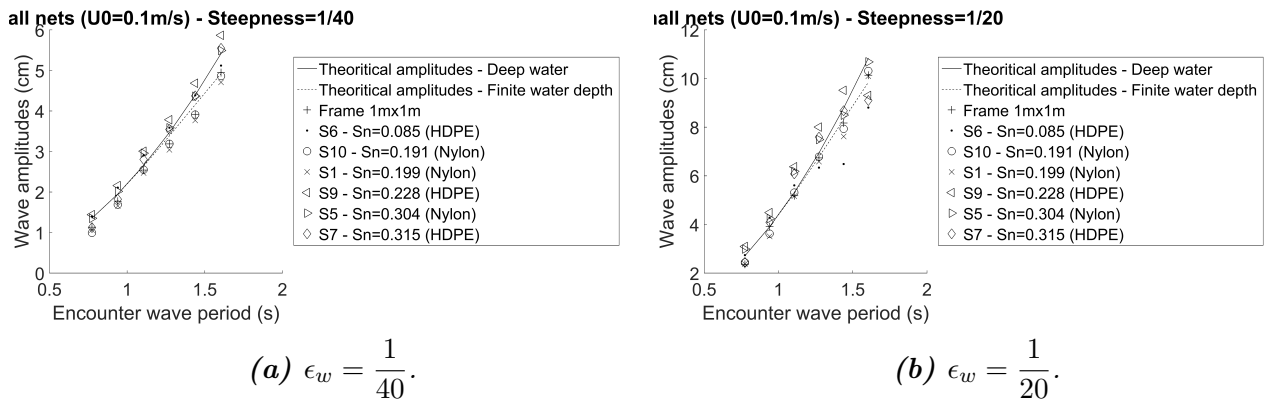 all nets (U0=0.1m/s) - Steepness=1/40
6
5
4
3
2
1
0
0.5
1
1.5
2
Wave amplitudes (cm)
Encounter wave period (s)
Theoritical amplitudes - Deep water
Theoritical amplitudes - Finite water depth
Frame 1mx1m
S6 - Sn=0.085 (HDPE)
S10 - Sn=0.191 (Nylon)
S1 - Sn=0.199 (Nylon)
S9 - Sn=0.228 (HDPE)
S5 - Sn=0.304 (Nylon)
S7 - Sn=0.315 (HDPE)
(a) ϵw = 1/40.
all nets (U0=0.1m/s) - Steepness=1/20
12
10
8
6
4
2
0.5
1
1.5
2
Wave amplitudes (cm)
Encounter wave period (s)
Theoritical amplitudes - Deep water
Theoritical amplitudes - Finite water depth
Frame 1mx1m
S6 - Sn=0.085 (HDPE)
S10 - Sn=0.191 (Nylon)
S1 - Sn=0.199 (Nylon)
S9 - Sn=0.228 (HDPE)
S5 - Sn=0.304 (Nylon)
S7 - Sn=0.315 (HDPE)
(b) ϵw = 1/20.